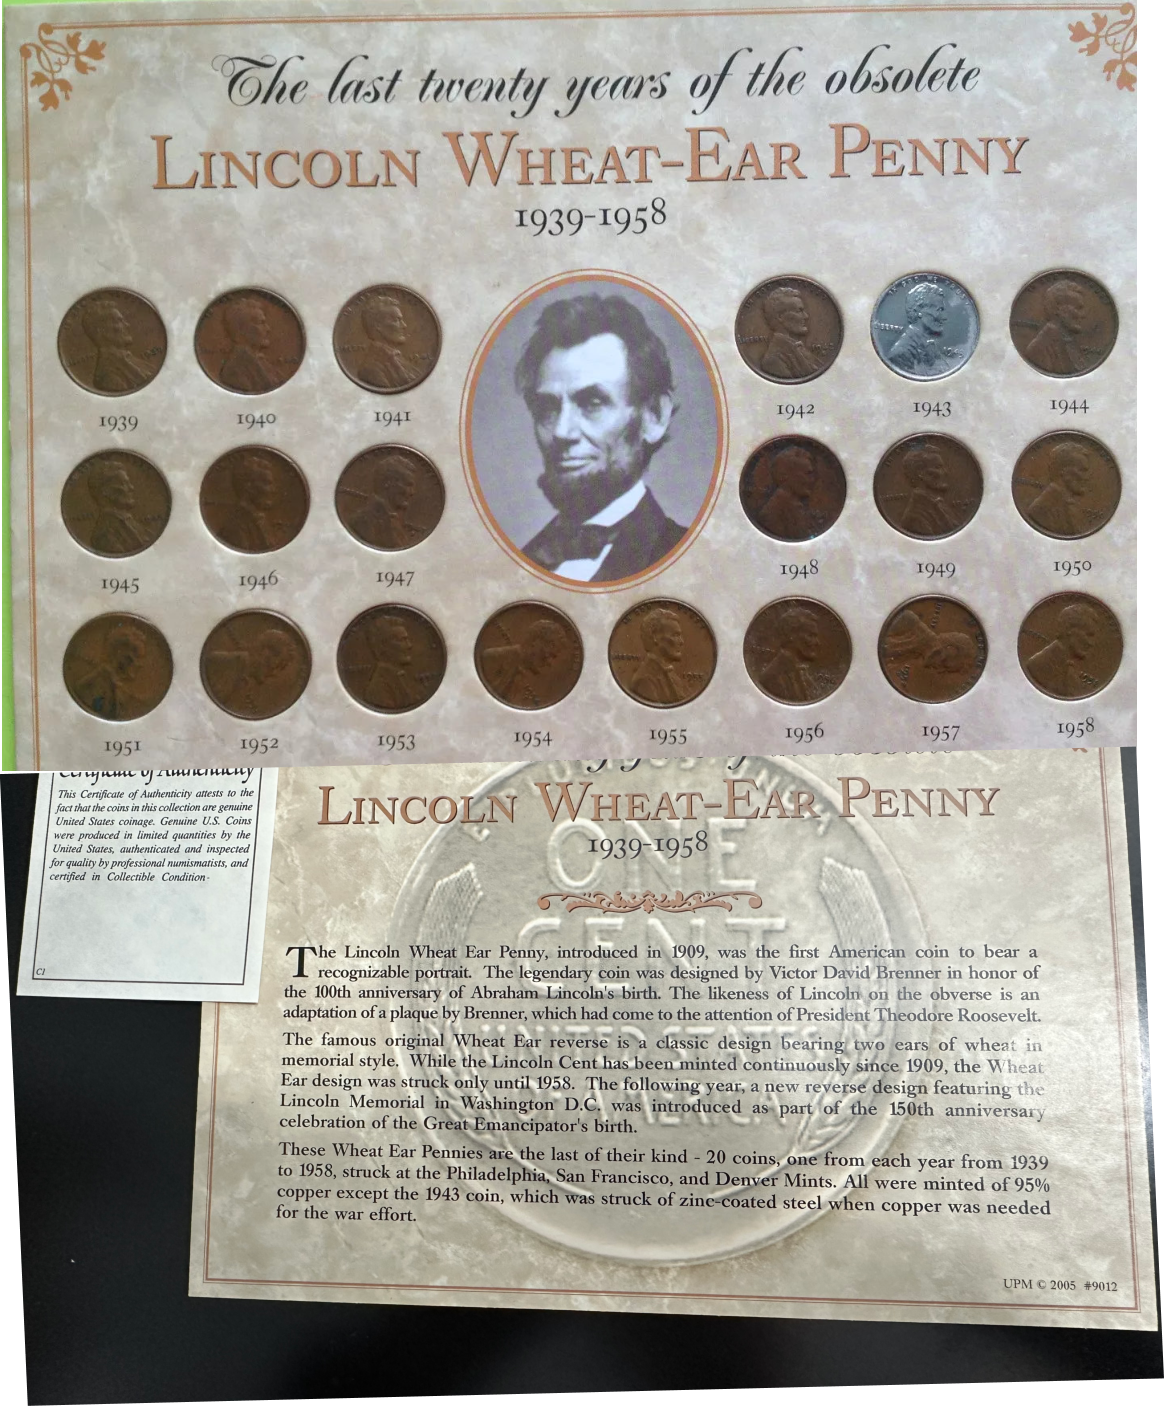 The last twenty years of the obsolete
LINCOLN WHEAT-EAR PENNY
1939-1958
1939
1940
1941
1942
1943
1944
1945
1946
1947
1948
1949
1950
1951
1952
1953
1954
1955
1956
1957
1958
Certificate of Authenticity
This Certificate of Authenticity attests to the
fact that the coins in this collection are genuine
United States coinage. Genuine U.S. Coins
were produced in limited quantities by the
United States, authenticated and inspected
for quality by professional numismatists, and
certified in Collectible Condition-
C1
LINCOLN WHEAT-EAR PENNY
1939-1958
ONE
CENT
UNITED STATES
OF AMERICA
The Lincoln Wheat Ear Penny, introduced in 1909, was the first American coin to bear a
recognizable portrait. The legendary coin was designed by Victor David Brenner in honor of
the 100th anniversary of Abraham Lincoln's birth. The likeness of Lincoln on the obverse is an
adaptation of a plaque by Brenner, which had come to the attention of President Theodore Roosevelt.
The famous original Wheat Ear reverse is a classic design bearing two ears of wheat in
memorial style. While the Lincoln Cent has been minted continuously since 1909, the Wheat
Ear design was struck only until 1958. The following year, a new reverse design featuring the
Lincoln Memorial in Washington D.C. was introduced as part of the 150th anniversary
celebration of the Great Emancipator's birth.
These Wheat Ear Pennies are the last of their kind - 20 coins, one from each year from 1939
to 1958, struck at the Philadelphia, San Francisco, and Denver Mints. All were minted of 95%
copper except the 1943 coin, which was struck of zinc-coated steel when copper was needed
for the war effort.
UPM © 2005 #9012